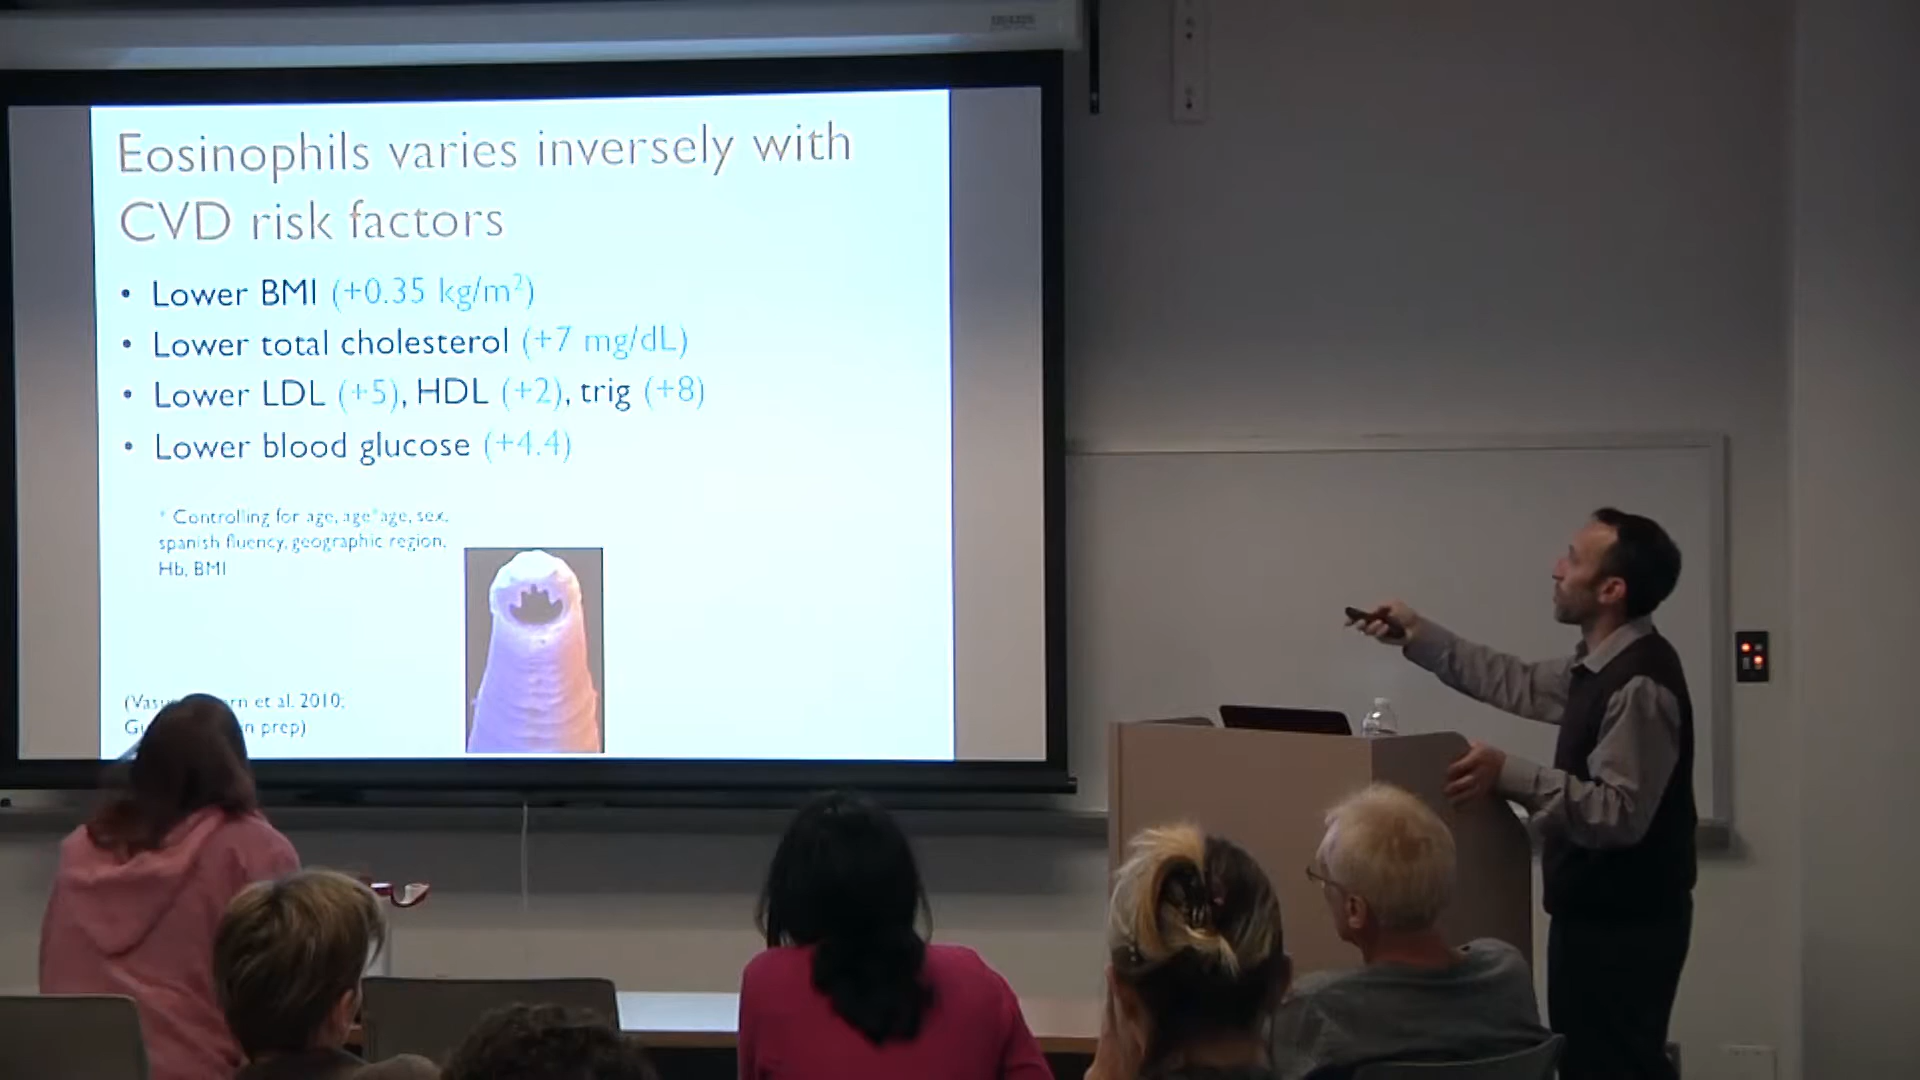 Eosinophils varies inversely with
CVD risk factors
• Lower BMI (+0.35 kg/m²)
• Lower total cholesterol (+7 mg/dL)
• Lower LDL (+5), HDL (+2), trig (+8)
• Lower blood glucose (+4.4)
* Controlling for age, age*age, sex,
spanish fluency, geographic region,
Hb, BMI
et al. 2010;
prep)